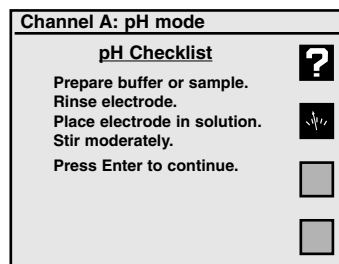 Channel A: pH mode
pH Checklist
?
Prepare buffer or sample.
Rinse electrode.
Place electrode in solution.
Stir moderately.
Press Enter to continue.